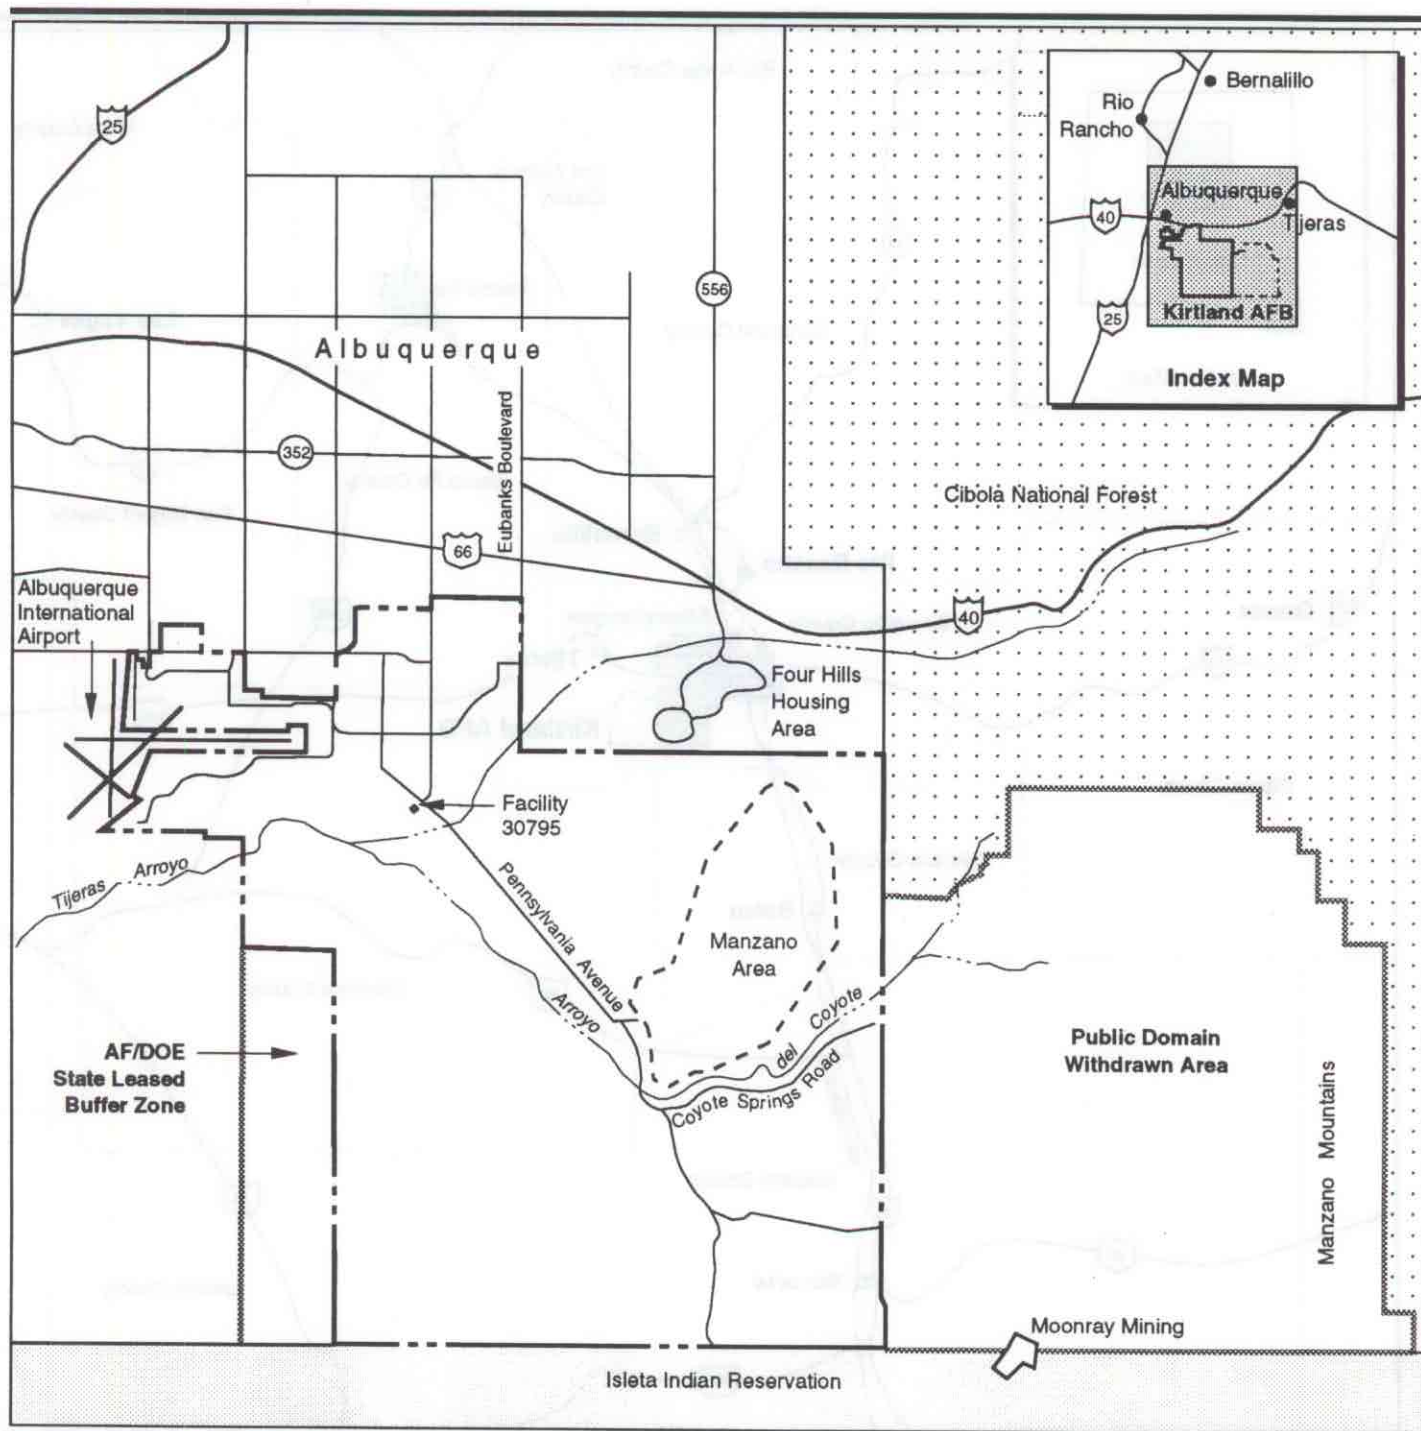 25
Bernalillo
Rio
Rancho
Albuquerque
40
Tijeras
25
Kirtland AFB
Index Map
556
Albuquerque
352
Eubanks Boulevard
66
Cibola National Forest
Albuquerque
International
Airport
40
Four Hills
Housing
Area
Facility
30795
Tijeras Arroyo
Pennsylvania Avenue
Manzano
Area
Arroyo del Coyote
Coyote Springs Road
AF/DOE
State Leased
Buffer Zone
Public Domain
Withdrawn Area
Manzano Mountains
Moonray Mining
Isleta Indian Reservation